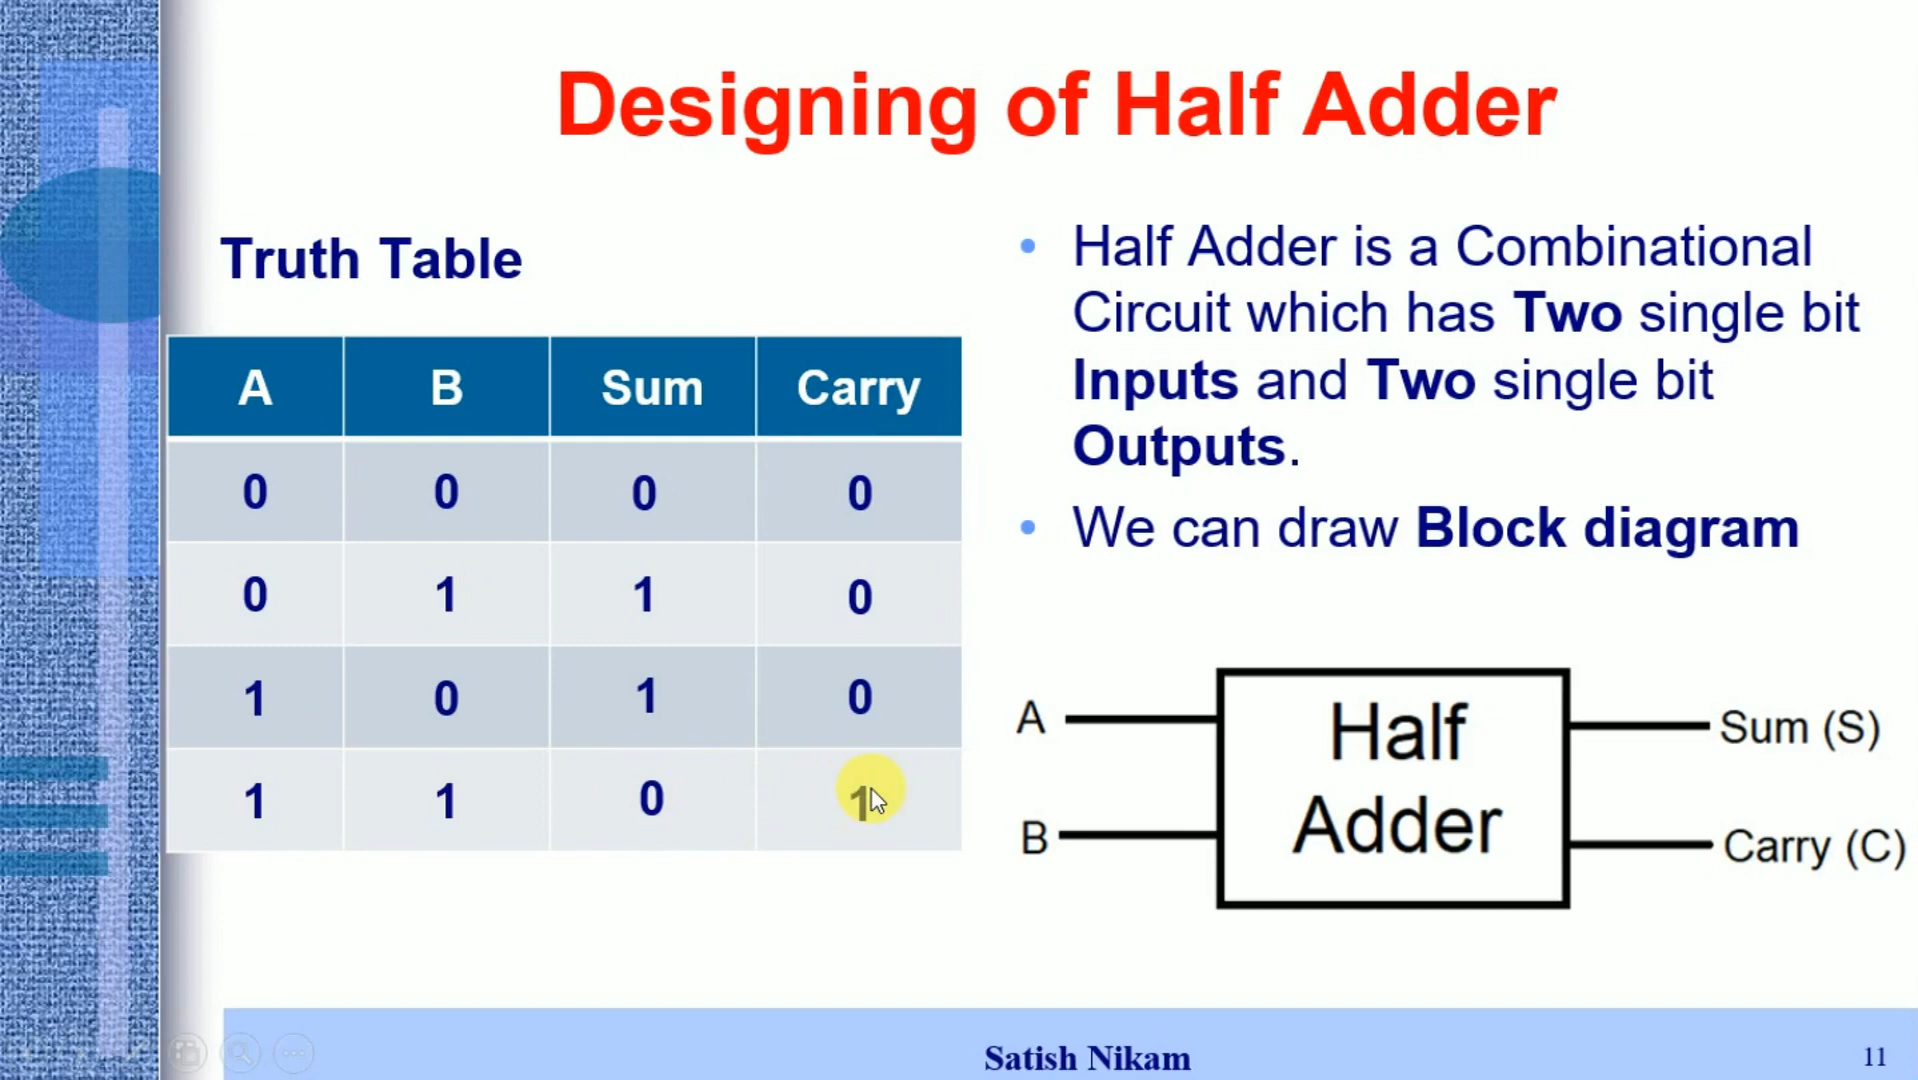 Designing of Half Adder
Truth Table
A B Sum Carry
0 0 0 0
0 1 1 0
1 0 1 0
1 1 0 1
• Half Adder is a Combinational
Circuit which has Two single bit
Inputs and Two single bit
Outputs.
• We can draw Block diagram
A
B
Half
Adder
Sum (S)
Carry (C)
Satish Nikam
11